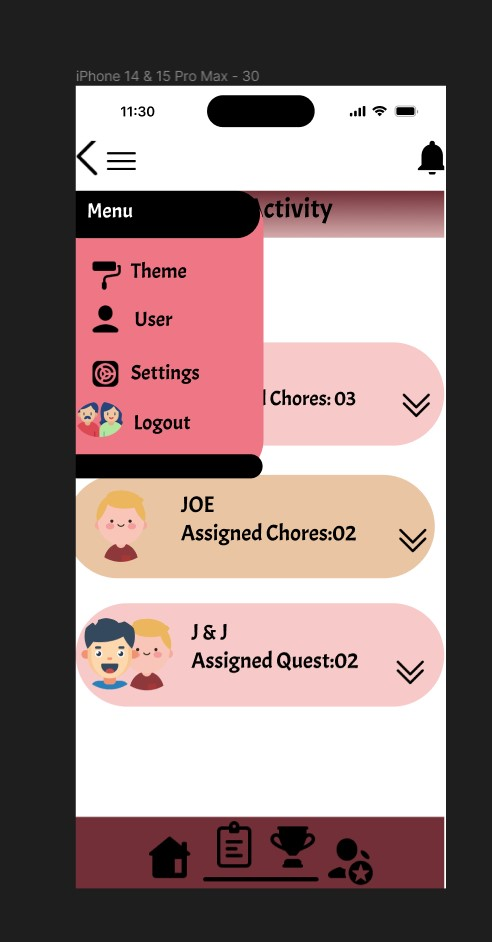 iPhone 14 & 15 Pro Max - 30
11:30
Menu
ctivity
Theme
User
Settings
Logout
Chores: 03
JOE
Assigned Chores:02
J & J
Assigned Quest:02